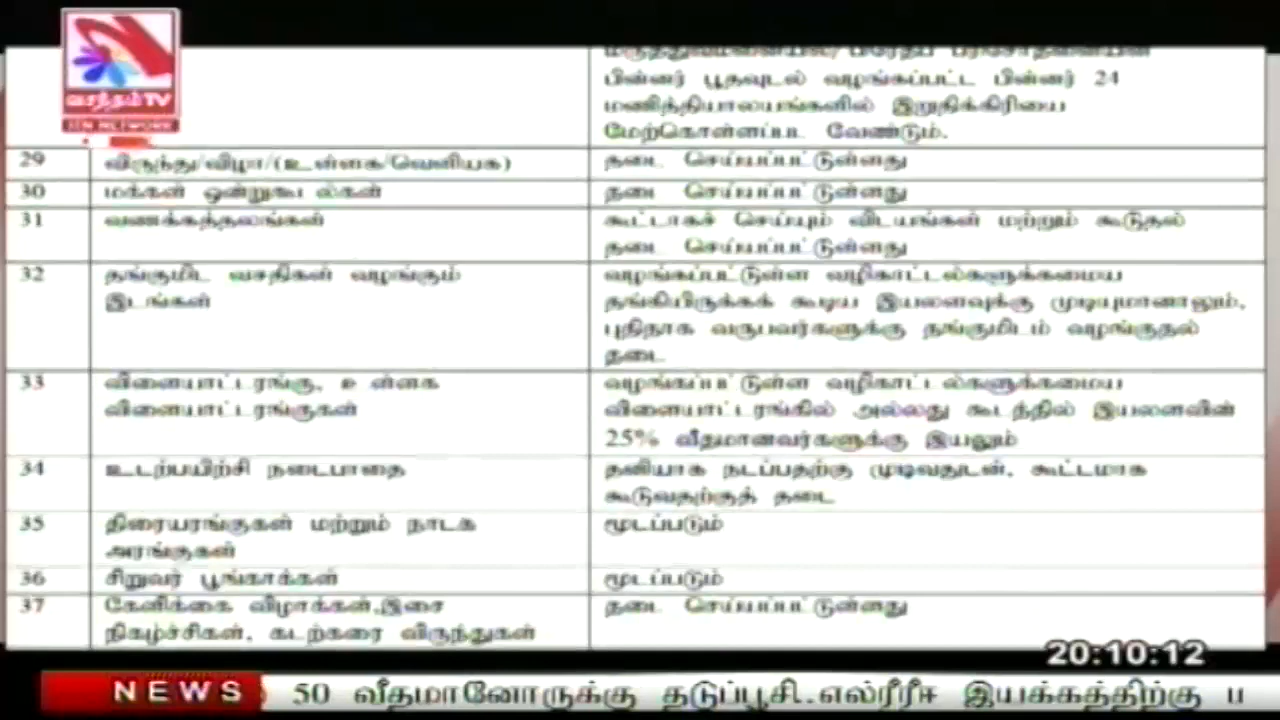 வசந்தம்TV
ITN NETWORK
பின்னர் பூதவுடல் வழங்கப்பட்ட பின்னர் 24
மணித்தியாலயங்களில் இறுதிக்கிரியை
மேற்கொள்ளப்பட வேண்டும்.
29 விருந்து/விழா/(உள்ளக/வெளியக) தடை செய்யப்பட்டுள்ளது
30 மக்கள் ஒன்றுகூடல்கள் தடை செய்யப்பட்டுள்ளது
31 வணக்கத்தலங்கள் கூட்டாகச் செய்யும் விடயங்கள் மற்றும் கூடுதல்
தடை செய்யப்பட்டுள்ளது
32 தங்குமிட வசதிகள் வழங்கும் வழங்கப்பட்டுள்ள வழிகாட்டல்களுக்கமைய
இடங்கள் தங்கியிருக்கக் கூடிய இயலளவுக்கு முடியுமானாலும்,
புதிதாக வருபவர்களுக்கு தங்குமிடம் வழங்குதல்
தடை
33 விளையாட்டரங்கு, உள்ளக வழங்கப்பட்டுள்ள வழிகாட்டல்களுக்கமைய
விளையாட்டரங்குகள் விளையாட்டரங்கில் அல்லது கூடத்தில் இயலளவின்
25% வீதமானவர்களுக்கு இயலும்
34 உடற்பயிற்சி நடைபாதை தனியாக நடப்பதற்கு முடிவதுடன், கூட்டமாக
கூடுவதற்குத் தடை
35 திரையரங்குகள் மற்றும் நாடக மூடப்படும்
அரங்குகள்
36 சிறுவர் பூங்காக்கள் மூடப்படும்
37 கேளிக்கை விழாக்கள்,இசை தடை செய்யப்பட்டுள்ளது
நிகழ்ச்சிகள், கடற்கரை விருந்துகள்
20:10:12
NEWS 50 வீதமானோருக்கு தடுப்பூசி..எல்ரீரீஈ இயக்கத்திற்கு ப